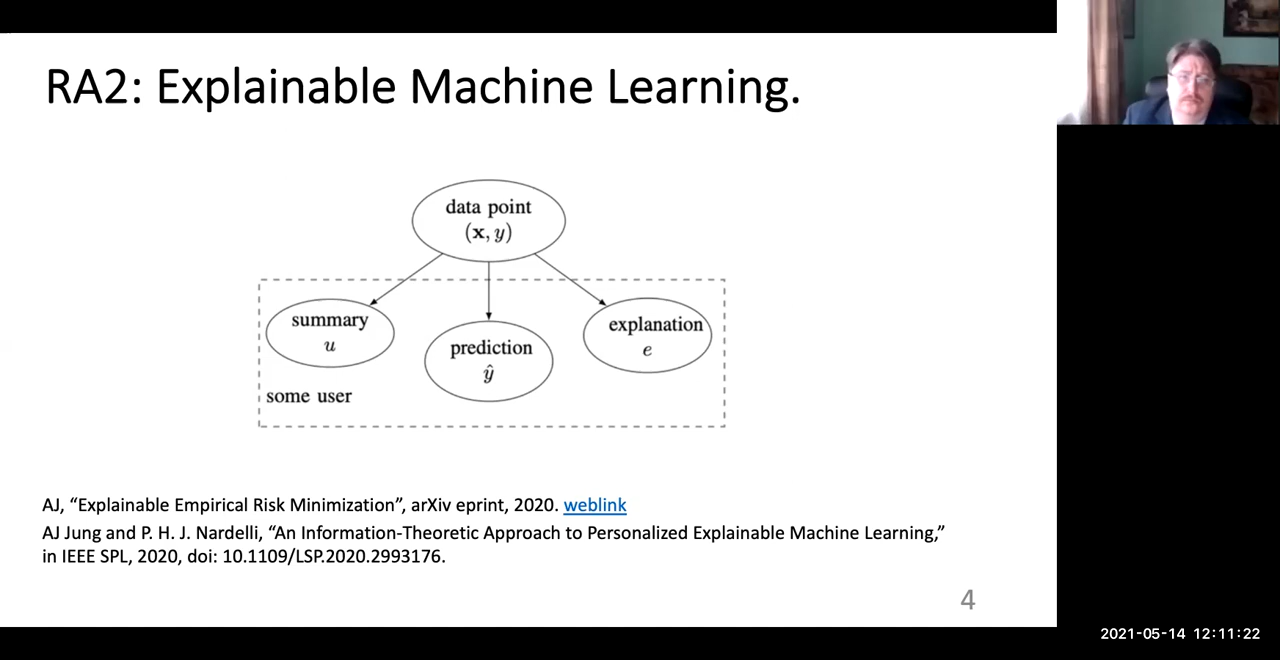 RA2: Explainable Machine Learning.
data point
(x, y)
summary
u
prediction
ŷ
explanation
e
some user
AJ, “Explainable Empirical Risk Minimization”, arXiv eprint, 2020. weblink
AJ Jung and P. H. J. Nardelli, “An Information-Theoretic Approach to Personalized Explainable Machine Learning,”
in IEEE SPL, 2020, doi: 10.1109/LSP.2020.2993176.
4
2021-05-14 12:11:22